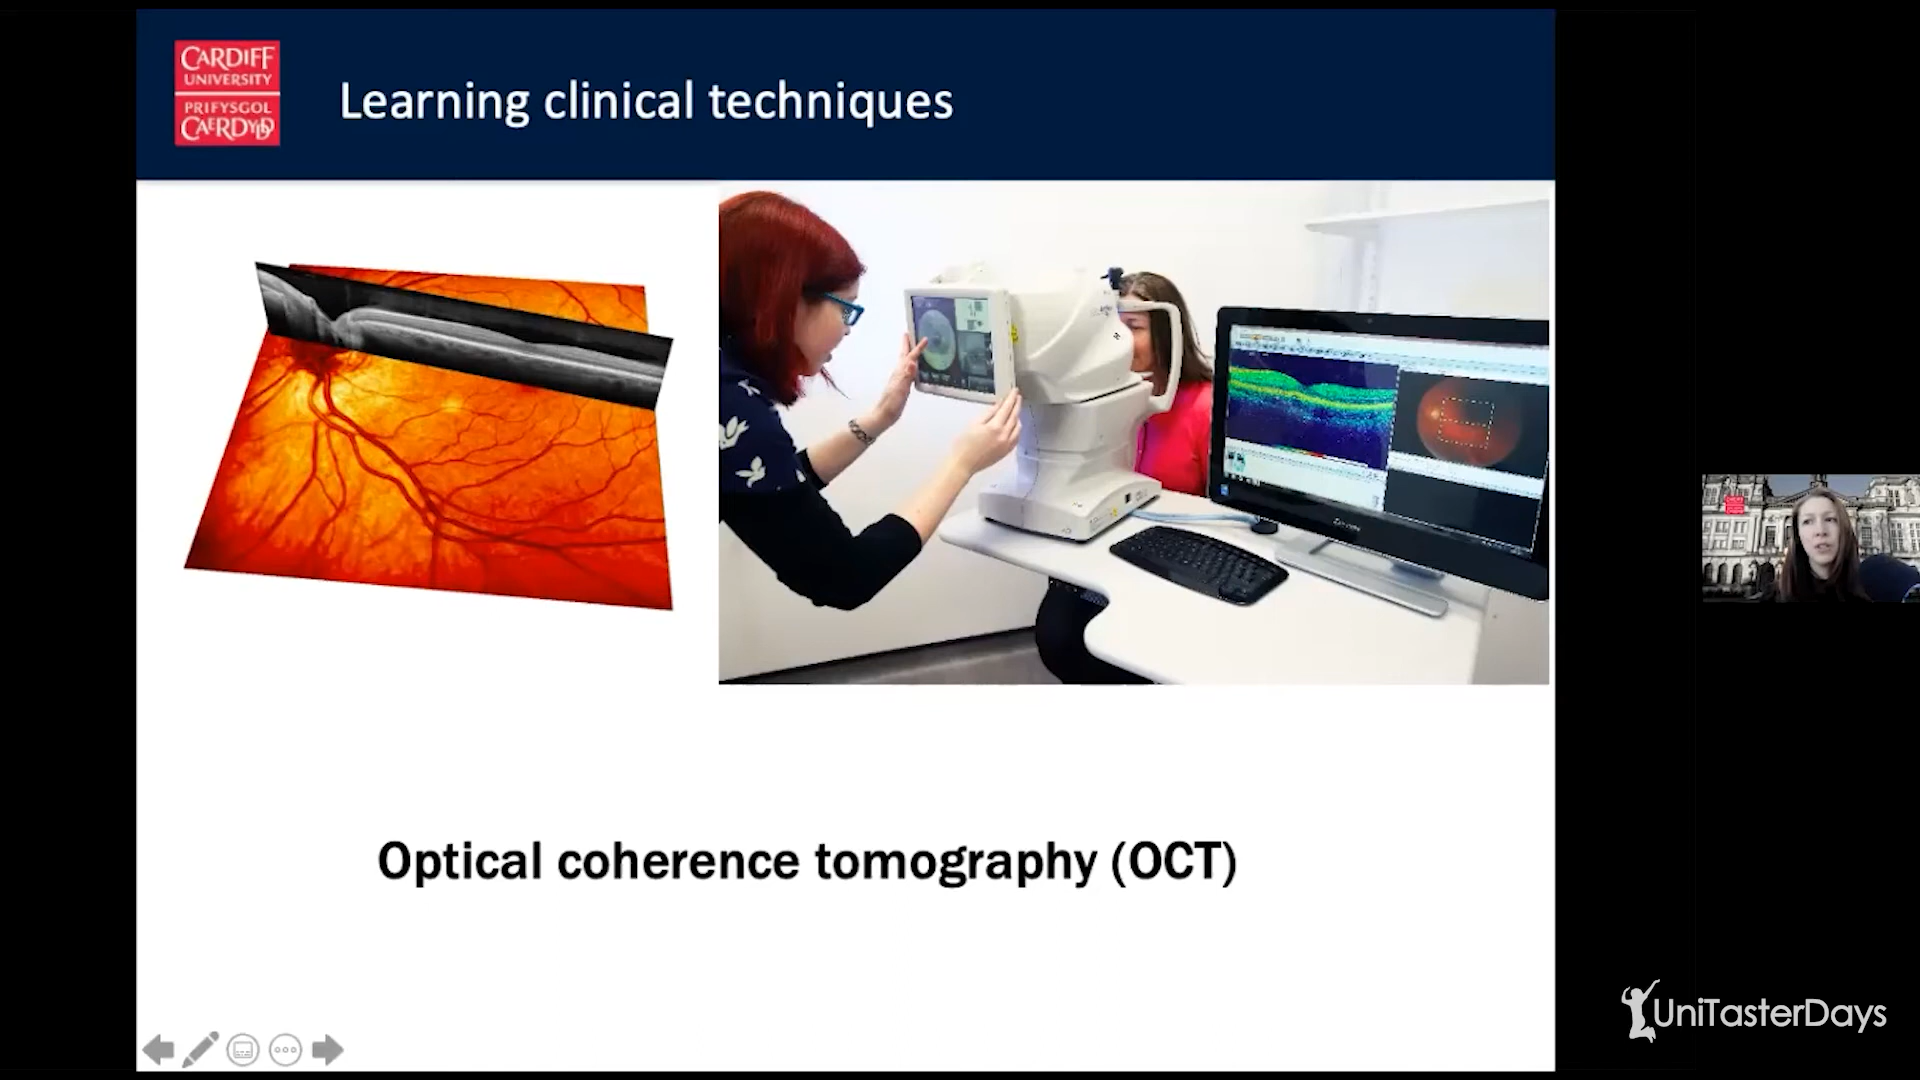 CARDIFF
UNIVERSITY
PRIFYSGOL
CAERDYDD
Learning clinical techniques
Optical coherence tomography (OCT)
UniTasterDays